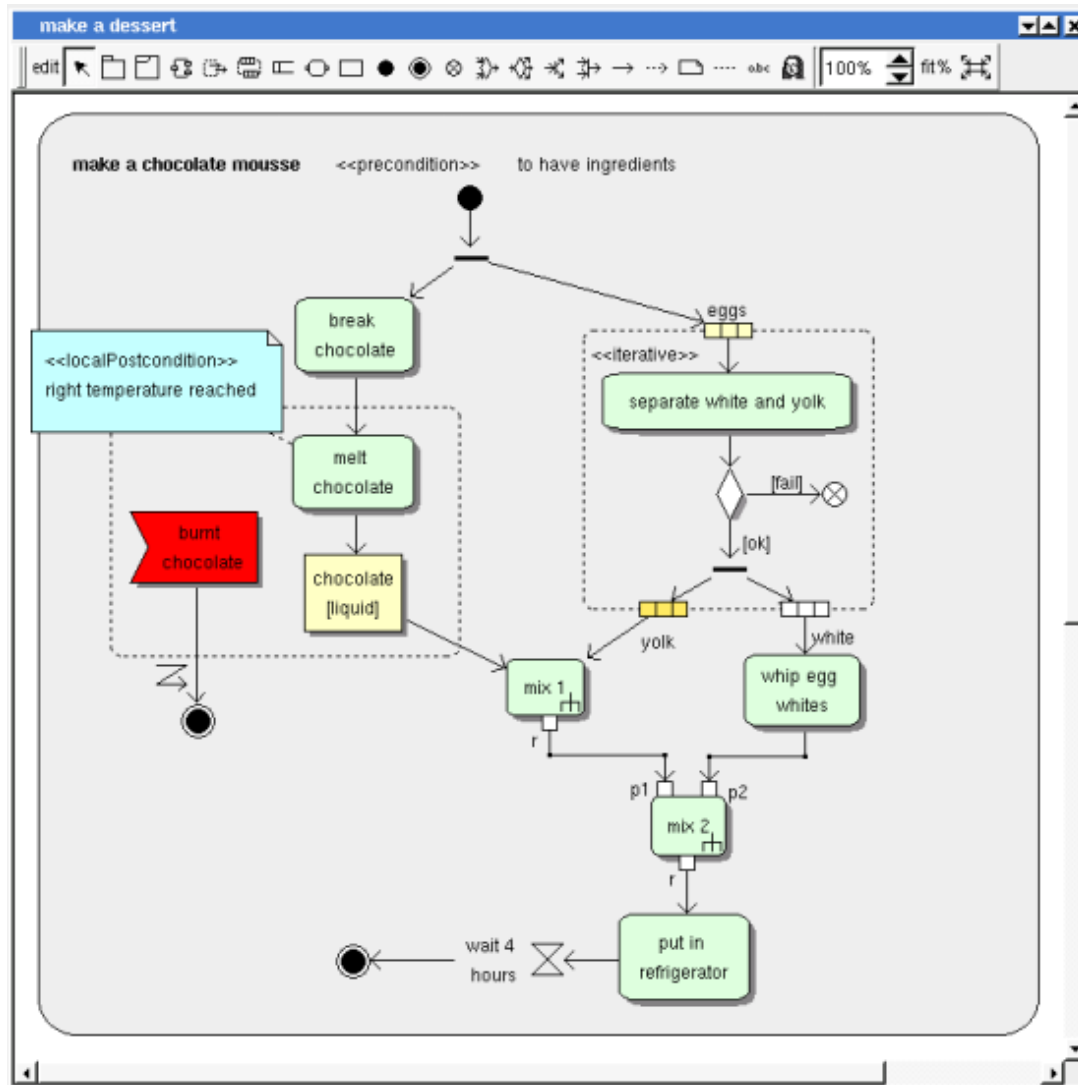 make a dessert
edit
abc
100%
fit%
make a chocolate mousse <<precondition>> to have ingredients
eggs
break
chocolate
<<localPostcondition>>
right temperature reached
<<iterative>>
separate white and yolk
melt
chocolate
[fail]
burnt
chocolate
[ok]
chocolate
[liquid]
yolk
white
mix 1
whip egg
whites
r
p1
p2
mix 2
r
wait 4
hours
put in
refrigerator